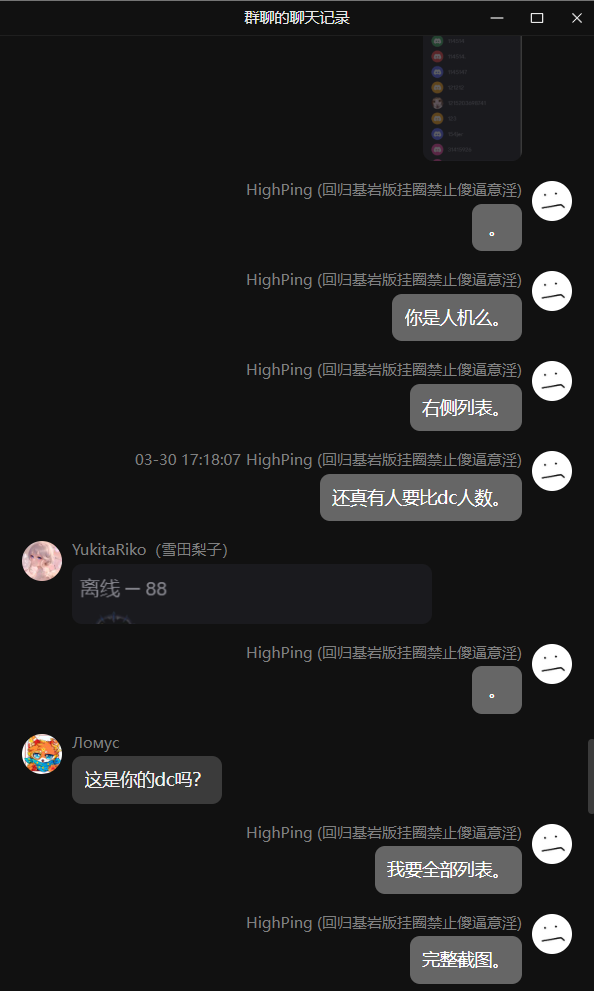 群聊的聊天记录
HighPing (回归基岩版挂圈禁止傻逼意淫)
。
HighPing (回归基岩版挂圈禁止傻逼意淫)
你是人机么。
HighPing (回归基岩版挂圈禁止傻逼意淫)
右侧列表。
03-30 17:18:07 HighPing (回归基岩版挂圈禁止傻逼意淫)
还真有人要比dc人数。
YukitaRiko（雪田梨子）
离线 — 88
HighPing (回归基岩版挂圈禁止傻逼意淫)
。
Ломус
这是你的dc吗？
HighPing (回归基岩版挂圈禁止傻逼意淫)
我要全部列表。
HighPing (回归基岩版挂圈禁止傻逼意淫)
完整截图。